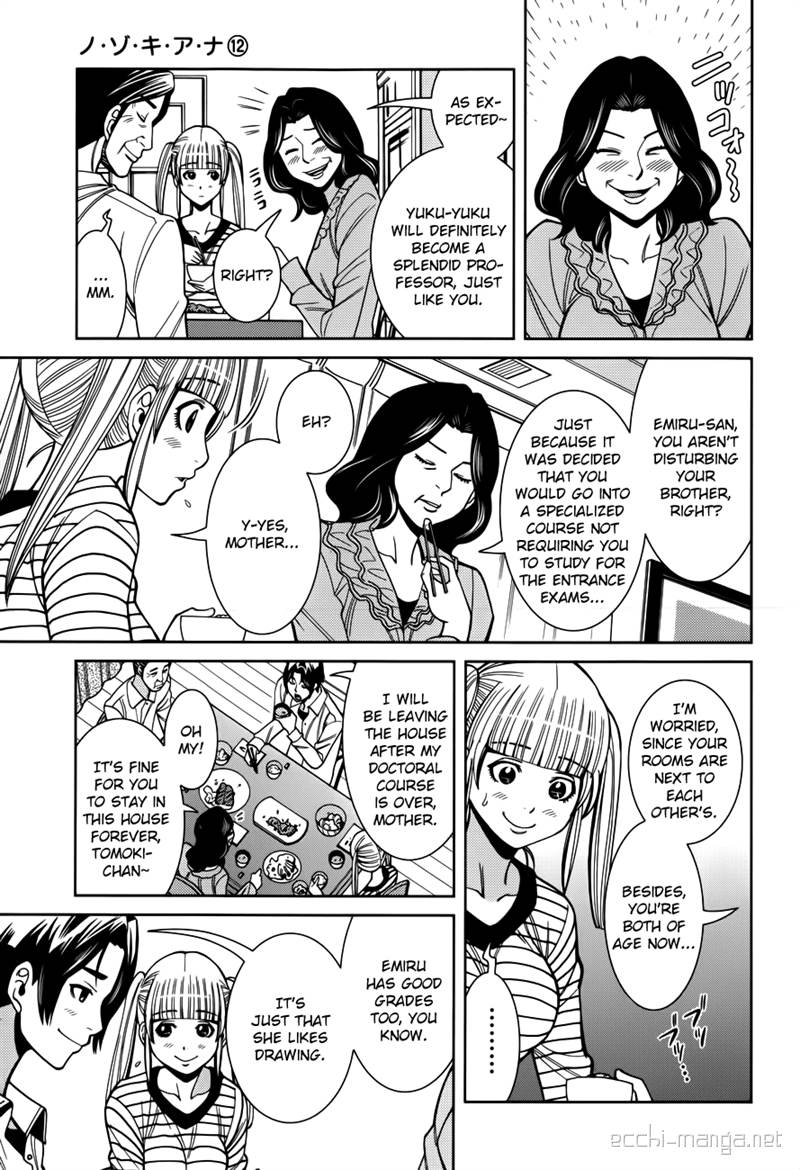 ノ・ゾ・キ・ア・ナ⑫
ニッコォ〜
AS EX-
PECTED~
YUKU-YUKU
WILL DEFINITELY
BECOME A
SPLENDID PRO-
FESSOR, JUST
LIKE YOU.
RIGHT?
...
MM.
EMIRU-SAN,
YOU AREN'T
DISTURBING
YOUR
BROTHER,
RIGHT?
JUST
BECAUSE IT
WAS DECIDED
THAT YOU
WOULD GO INTO
A SPECIALIZED
COURSE NOT
REQUIRING YOU
TO STUDY FOR
THE ENTRANCE
EXAMS...
EH?
Y-YES,
MOTHER...
I'M
WORRIED,
SINCE YOUR
ROOMS ARE
NEXT TO
EACH
OTHER'S.
BESIDES,
YOU'RE
BOTH OF
AGE NOW...
.........
ブッブツ...
I WILL
BE LEAVING
THE HOUSE
AFTER MY
DOCTORAL
COURSE
IS OVER,
MOTHER.
OH
MY!
IT'S FINE
FOR YOU
TO STAY IN
THIS HOUSE
FOREVER,
TOMOKI-
CHAN~
EMIRU
HAS GOOD
GRADES
TOO, YOU
KNOW.
IT'S
JUST THAT
SHE LIKES
DRAWING.
ecchi-manga.net